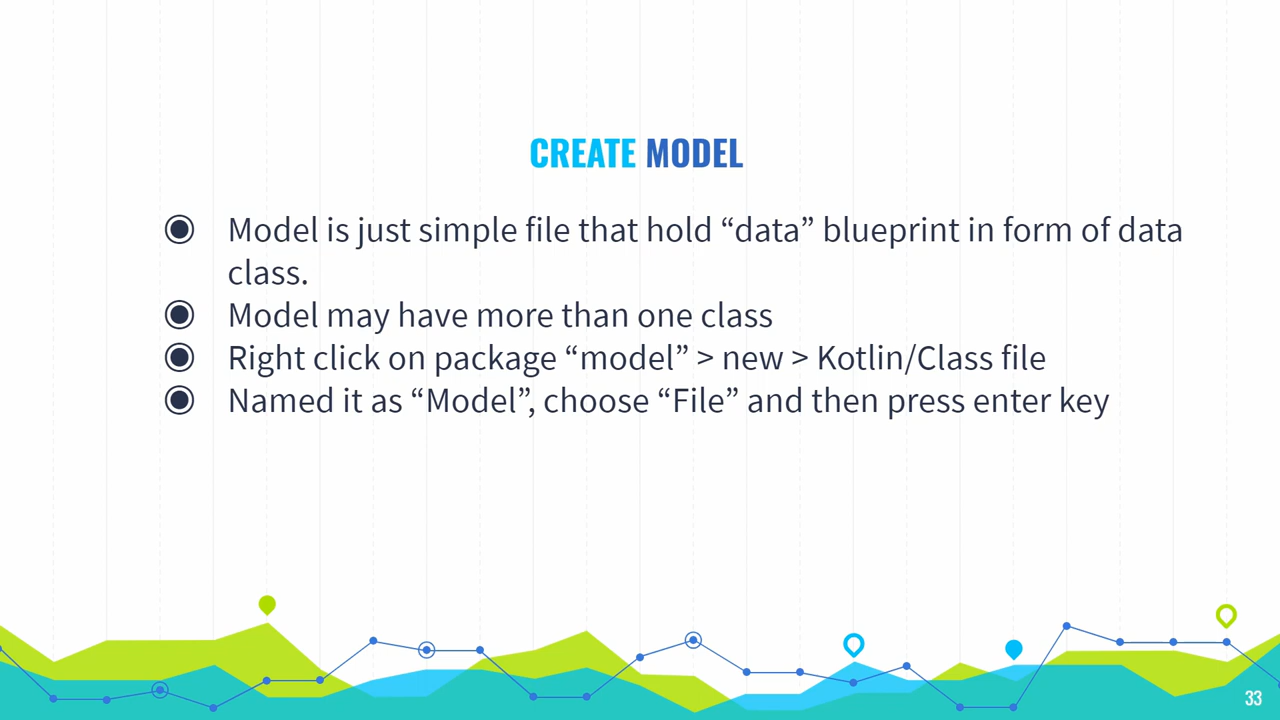 CREATE MODEL
◉ Model is just simple file that hold “data” blueprint in form of data
class.
◉ Model may have more than one class
◉ Right click on package “model” > new > Kotlin/Class file
◉ Named it as “Model”, choose “File” and then press enter key
33